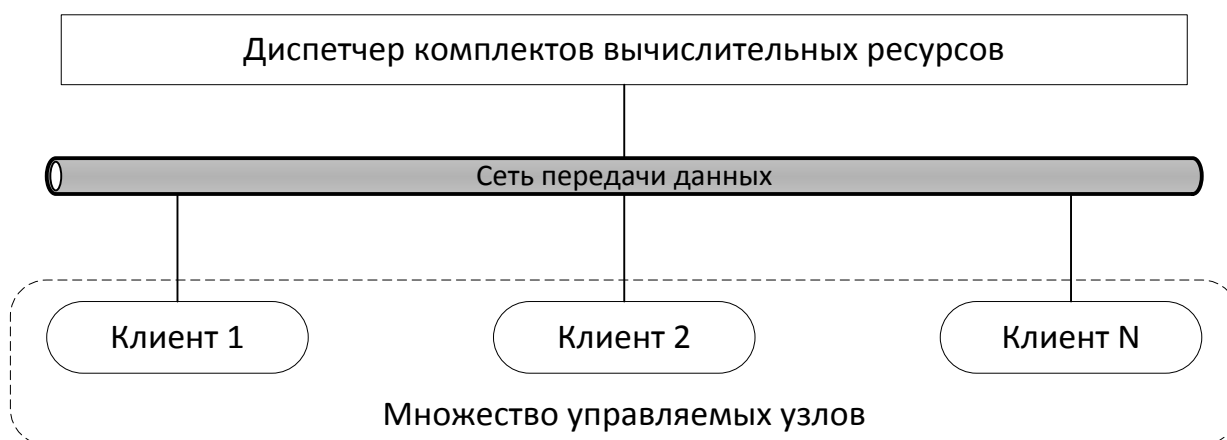 Диспетчер комплектов вычислительных ресурсов
Сеть передачи данных
Клиент 1
Клиент 2
Клиент N
Множество управляемых узлов